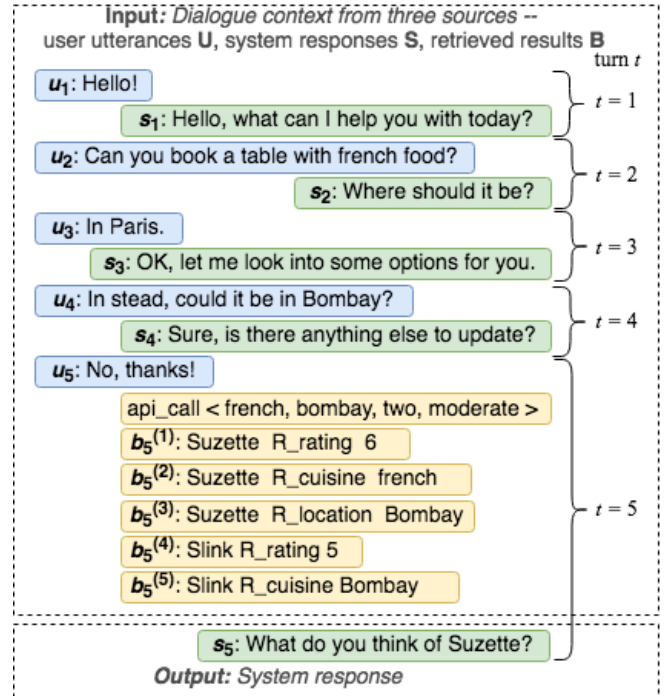 Input: Dialogue context from three sources --
user utterances U, system responses S, retrieved results B
turn t
u1: Hello!
s1: Hello, what can I help you with today?
t = 1
u2: Can you book a table with french food?
s2: Where should it be?
t = 2
u3: In Paris.
s3: OK, let me look into some options for you.
t = 3
u4: In stead, could it be in Bombay?
s4: Sure, is there anything else to update?
t = 4
u5: No, thanks!
api_call < french, bombay, two, moderate >
b5(1): Suzette R_rating 6
b5(2): Suzette R_cuisine french
b5(3): Suzette R_location Bombay
t = 5
b5(4): Slink R_rating 5
b5(5): Slink R_cuisine Bombay
s5: What do you think of Suzette?
Output: System response